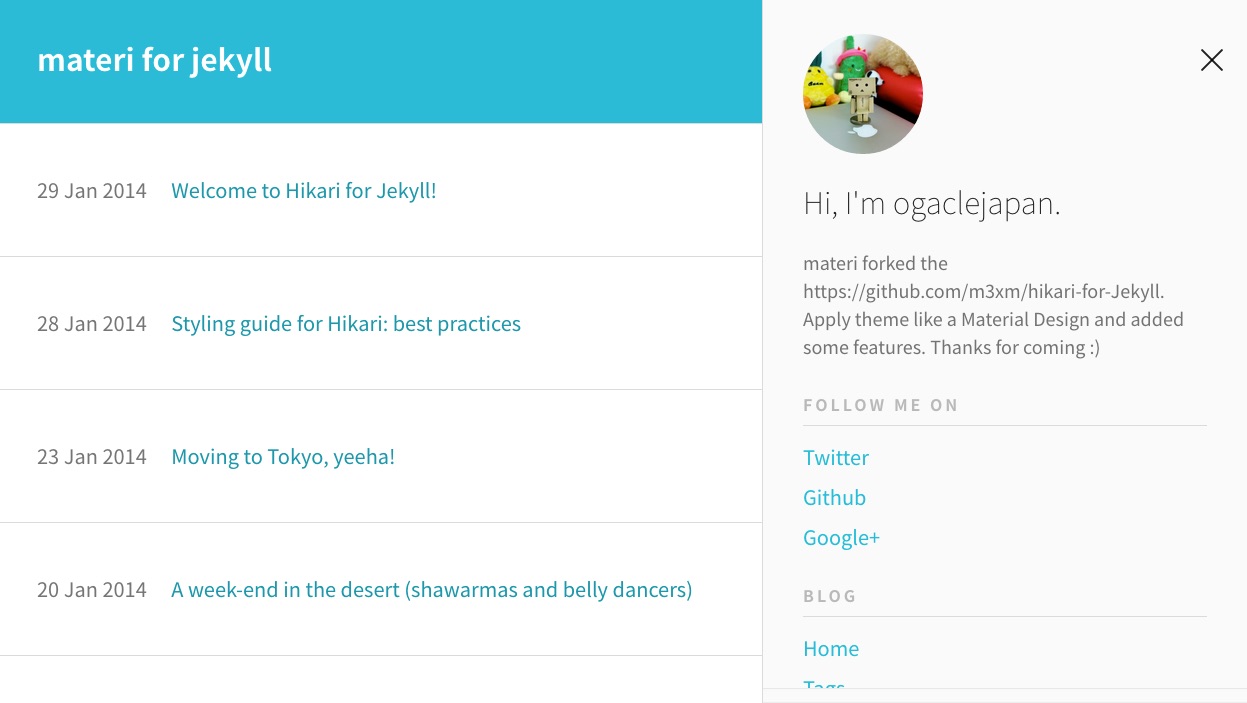 materi for jekyll
29 Jan 2014 Welcome to Hikari for Jekyll!
28 Jan 2014 Styling guide for Hikari: best practices
23 Jan 2014 Moving to Tokyo, yeeha!
20 Jan 2014 A week-end in the desert (shawarmas and belly dancers)
Hi, I'm ogaclejapan.
materi forked the
https://github.com/m3xm/hikari-for-Jekyll.
Apply theme like a Material Design and added
some features. Thanks for coming :)
FOLLOW ME ON
Twitter
Github
Google+
BLOG
Home
Tags